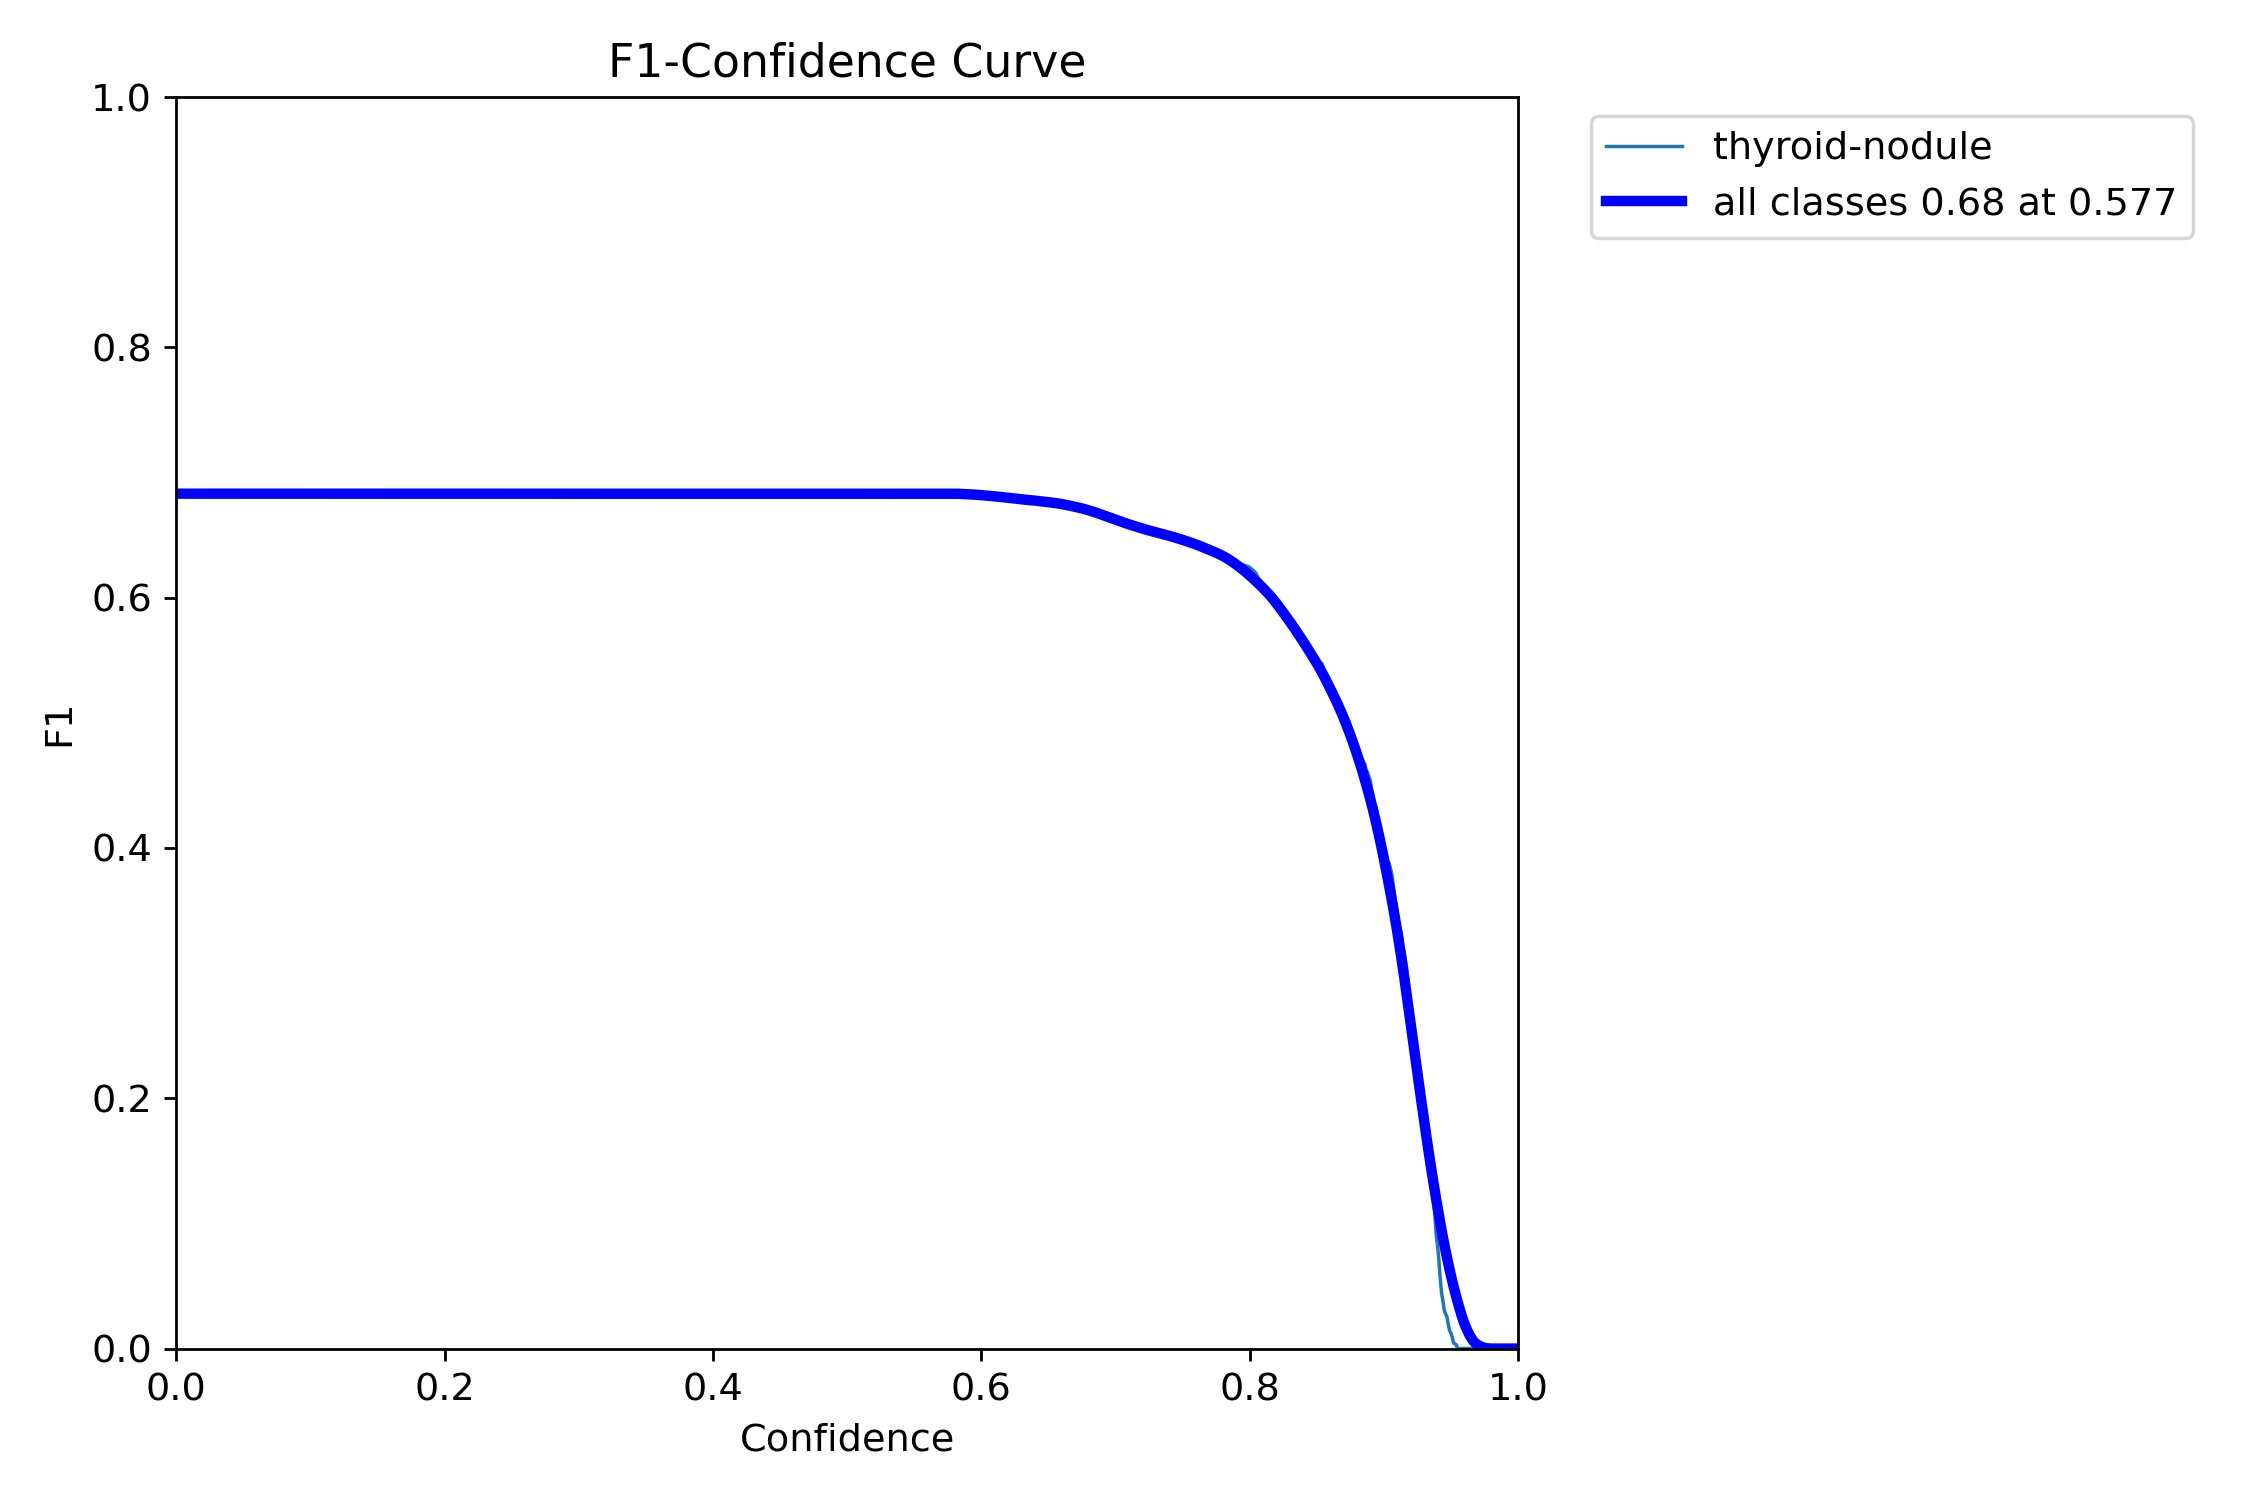 F1-Confidence Curve
1.0
0.8
0.6
0.4
0.2
0.0
F1
0.0 0.2 0.4 0.6 0.8 1.0
Confidence
thyroid-nodule
all classes 0.68 at 0.577